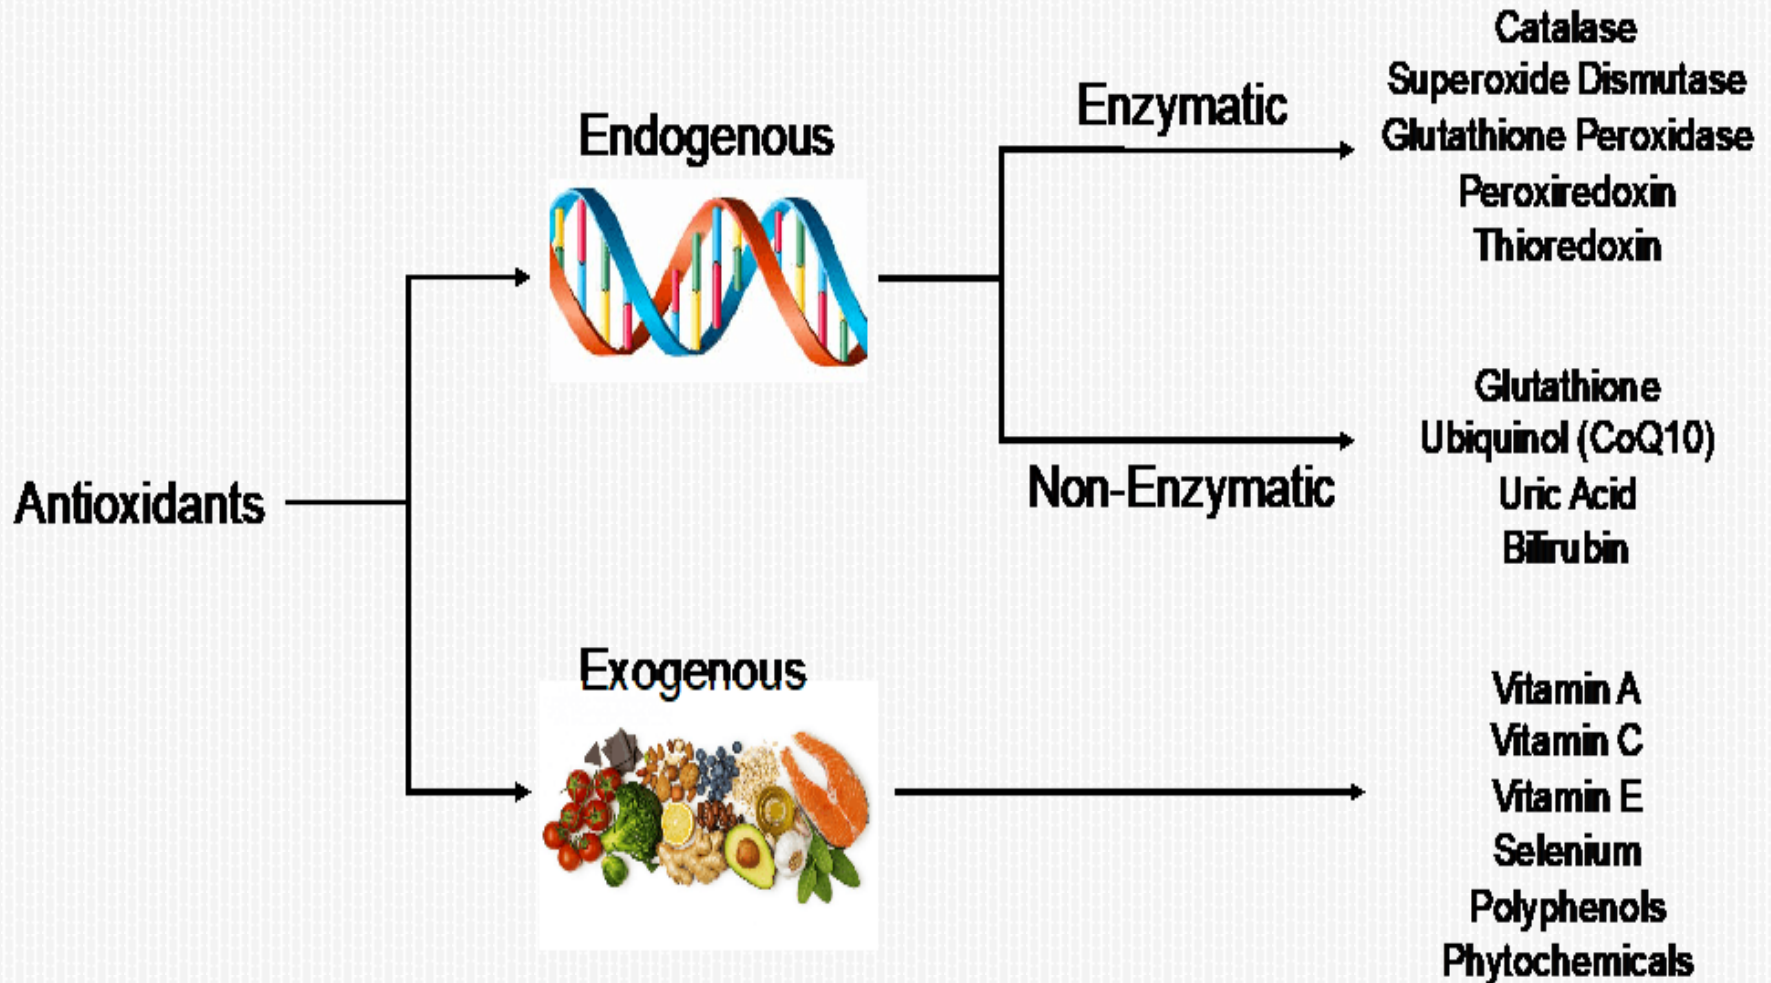 Antioxidants
Endogenous
Enzymatic
Catalase
Superoxide Dismutase
Glutathione Peroxidase
Peroxiredoxin
Thioredoxin
Non-Enzymatic
Glutathione
Ubiquinol (CoQ10)
Uric Acid
Bilirubin
Exogenous
Vitamin A
Vitamin C
Vitamin E
Selenium
Polyphenols
Phytochemicals